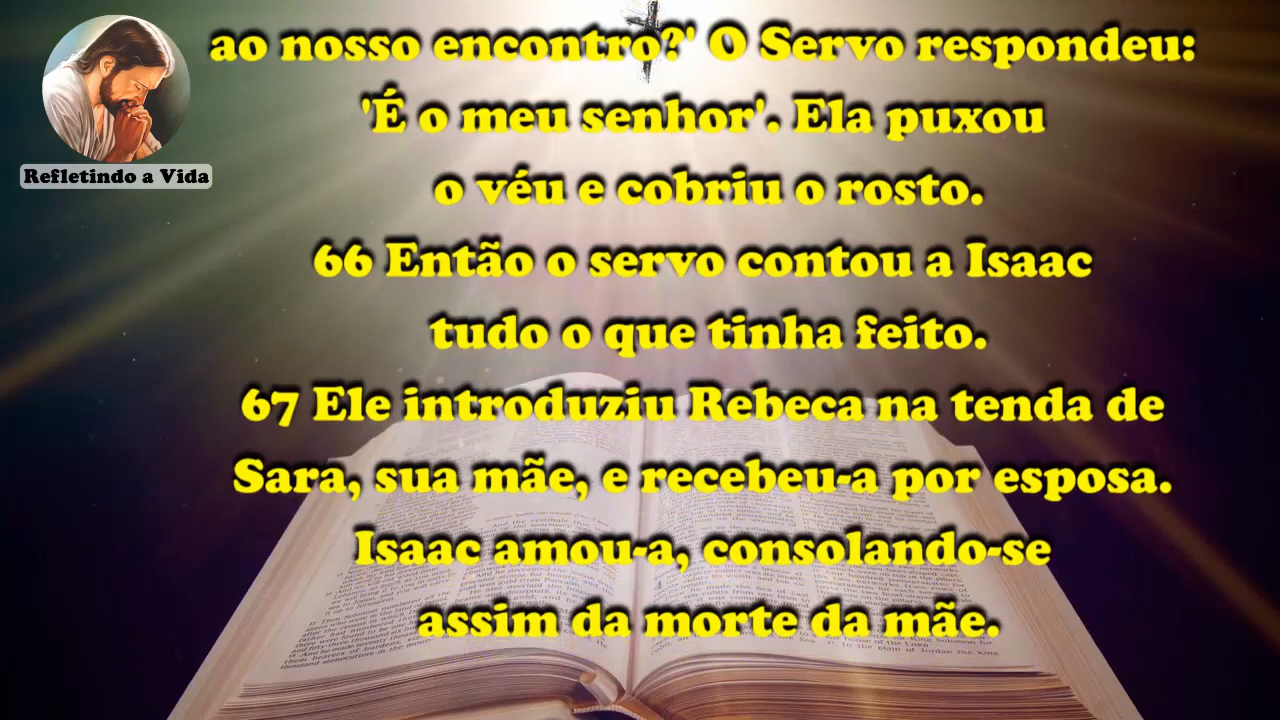 ao nosso encontro?' O Servo respondeu:
'É o meu senhor'. Ela puxou
o véu e cobriu o rosto.
66 Então o servo contou a Isaac
tudo o que tinha feito.
67 Ele introduziu Rebeca na tenda de
Sara, sua mãe, e recebeu-a por esposa.
Isaac amou-a, consolando-se
assim da morte da mãe.
Refletindo a Vida